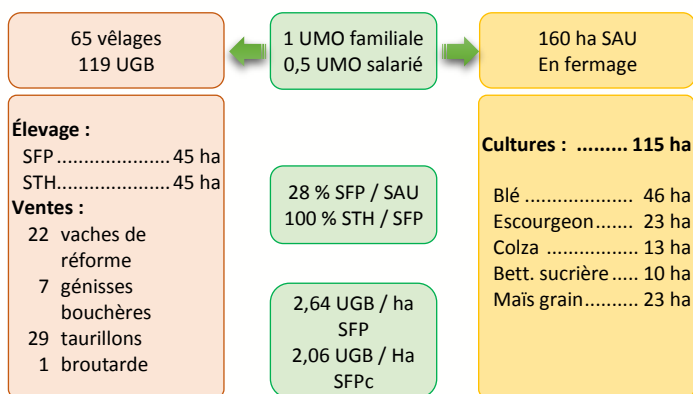 65 vêlages
119 UGB
1 UMO familiale
0,5 UMO salarié
160 ha SAU
En fermage
Élevage :
SFP...................... 45 ha
STH...................... 45 ha
Ventes :
22 vaches de
réforme
7 génisses
bouchères
29 taurillons
1 broutarde
28 % SFP / SAU
100 % STH / SFP
2,64 UGB / ha
SFP
2,06 UGB / Ha
SFPc
Cultures : ......... 115 ha
Blé ................... 46 ha
Escourgeon....... 23 ha
Colza ................. 13 ha
Bett. sucrière ..... 10 ha
Maïs grain......... 23 ha